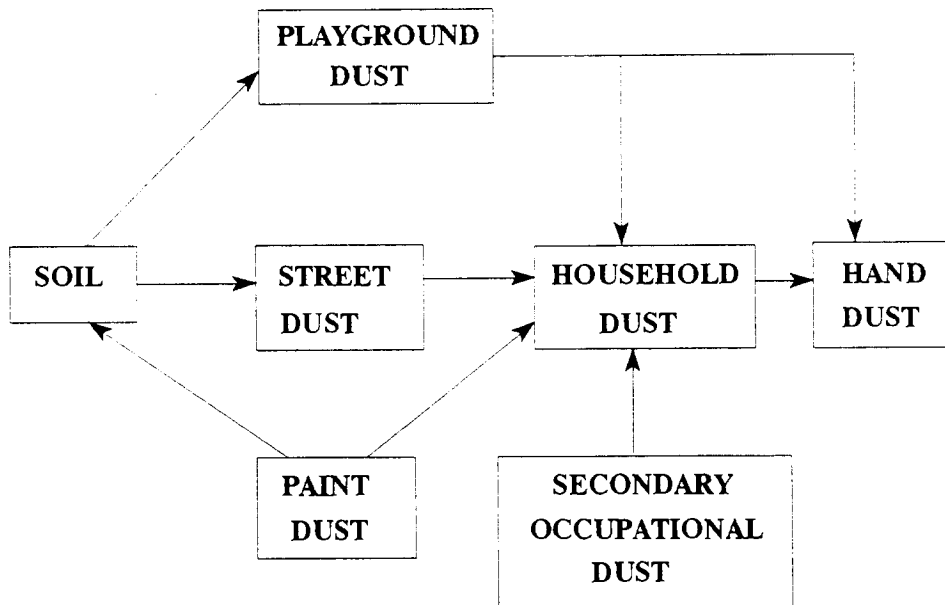 PLAYGROUND
DUST
SOIL
STREET
DUST
HOUSEHOLD
DUST
HAND
DUST
PAINT
DUST
SECONDARY
OCCUPATIONAL
DUST